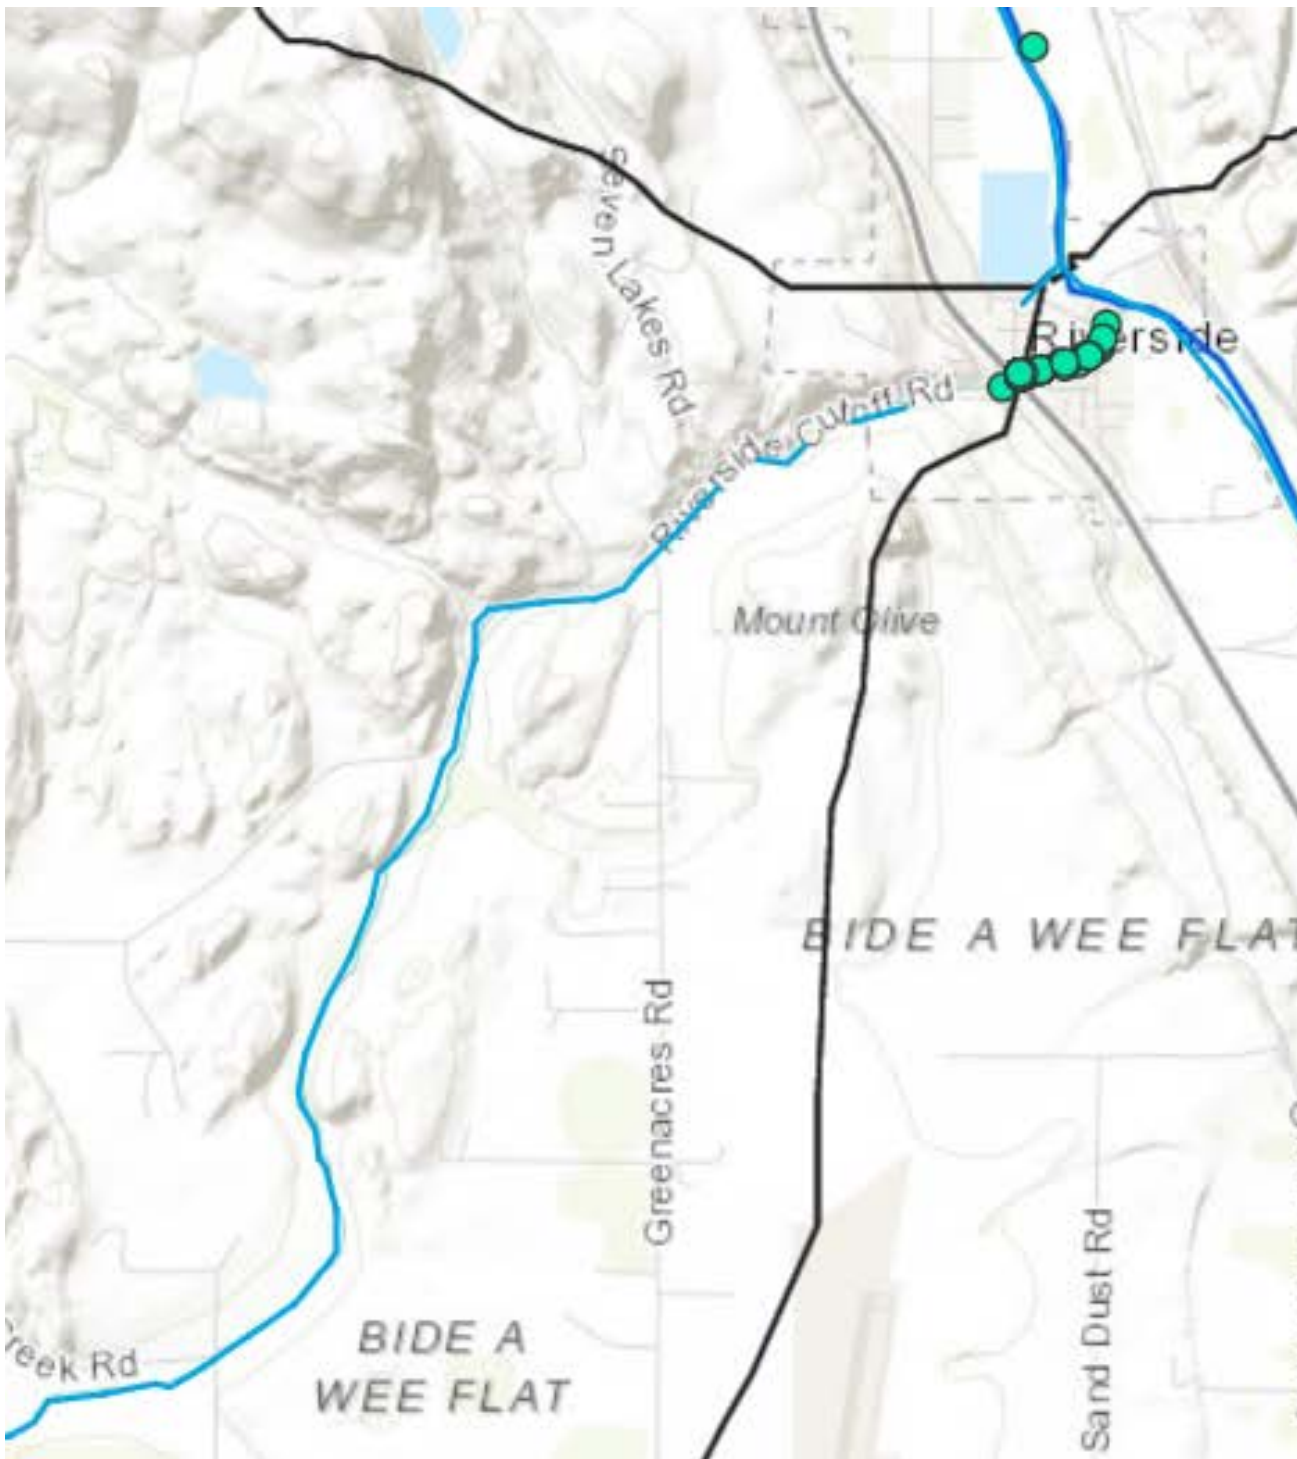 Seven Lakes Rd
Riverside
Riverside Cutoff Rd
Mount Olive
BIDE A WEE FLAT
Greenacres Rd
Sand Dust Rd
reek Rd
BIDE A
WEE FLAT